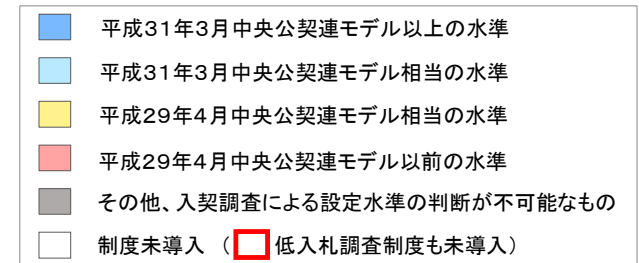 平成31年3月中央公契連モデル以上の水準
平成31年3月中央公契連モデル相当の水準
平成29年4月中央公契連モデル相当の水準
平成29年4月中央公契連モデル以前の水準
その他、入契調査による設定水準の判断が不可能なもの
制度未導入 ( 低入札調査制度も未導入)